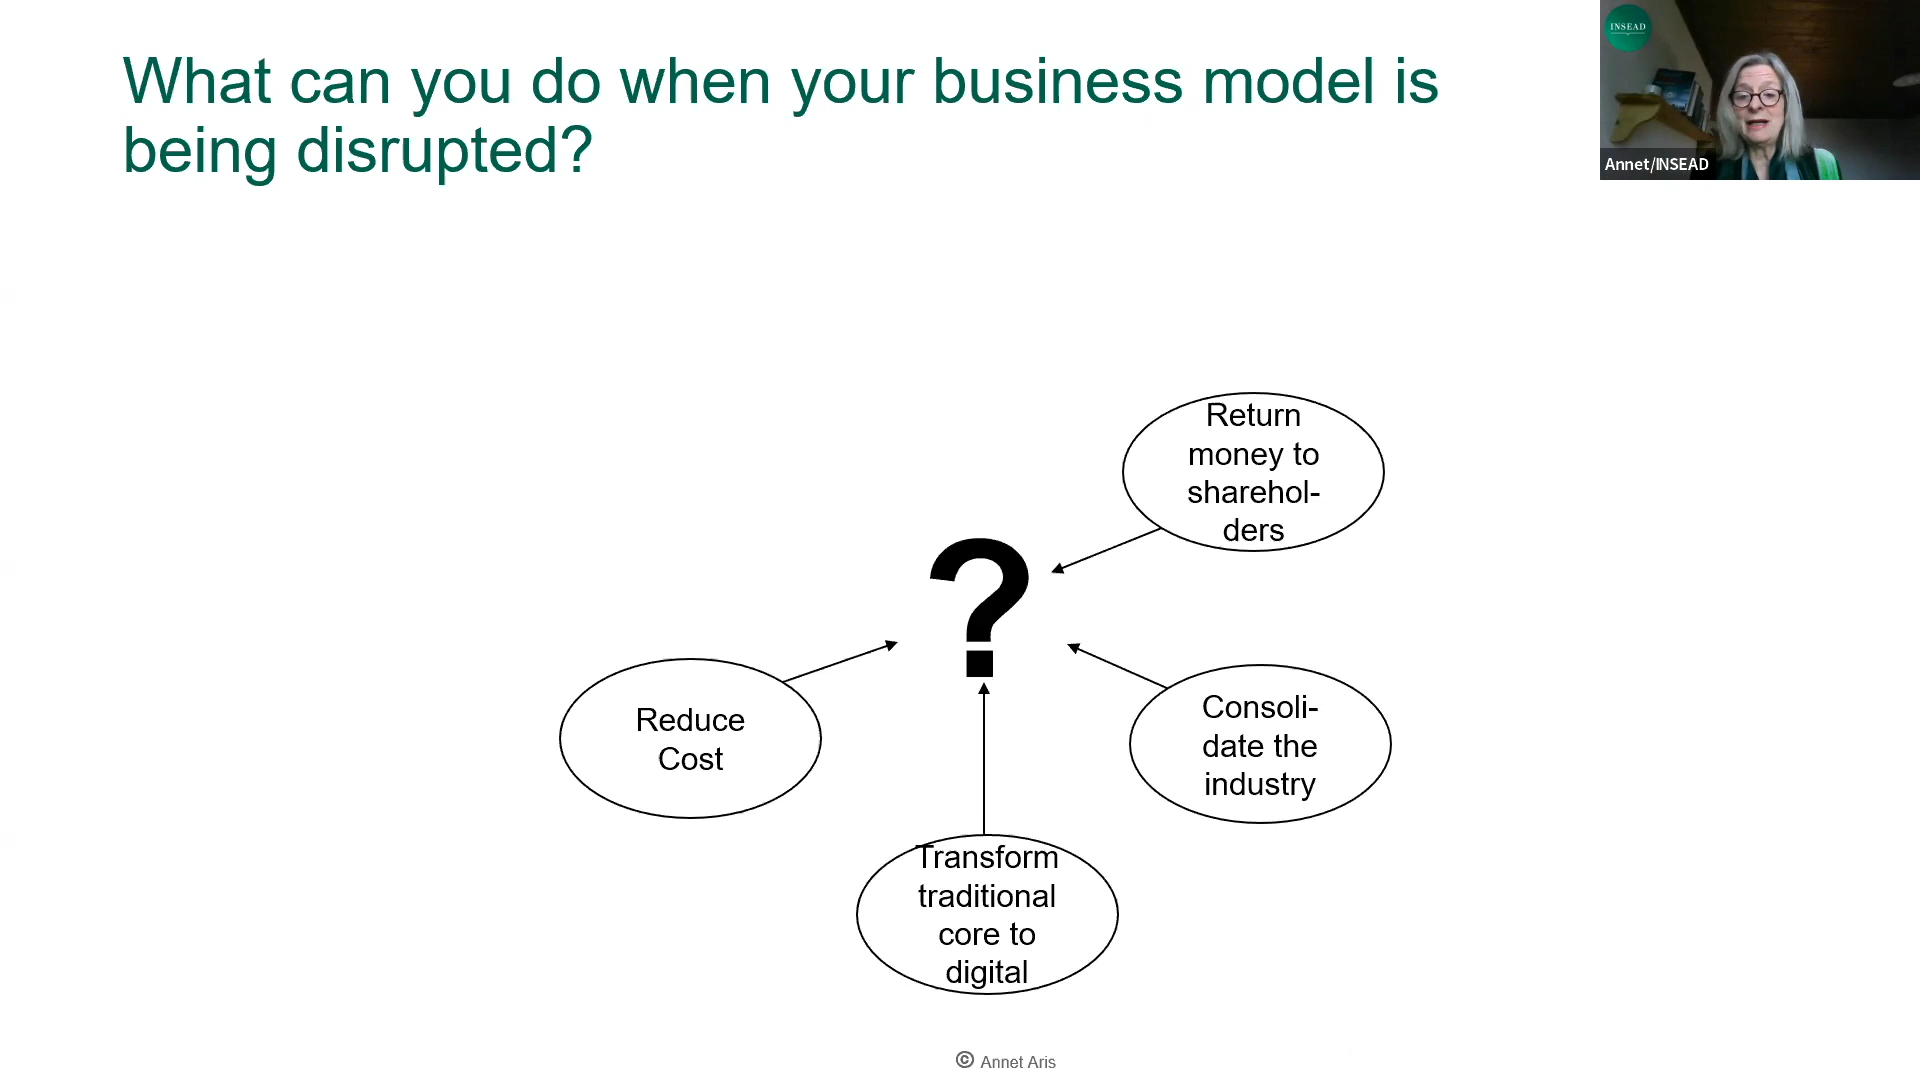 What can you do when your business model is
being disrupted?
INSEAD
Annet/INSEAD
Return
money to
sharehol-
ders
?
Reduce
Cost
Consoli-
date the
industry
Transform
traditional
core to
digital
© Annet Aris